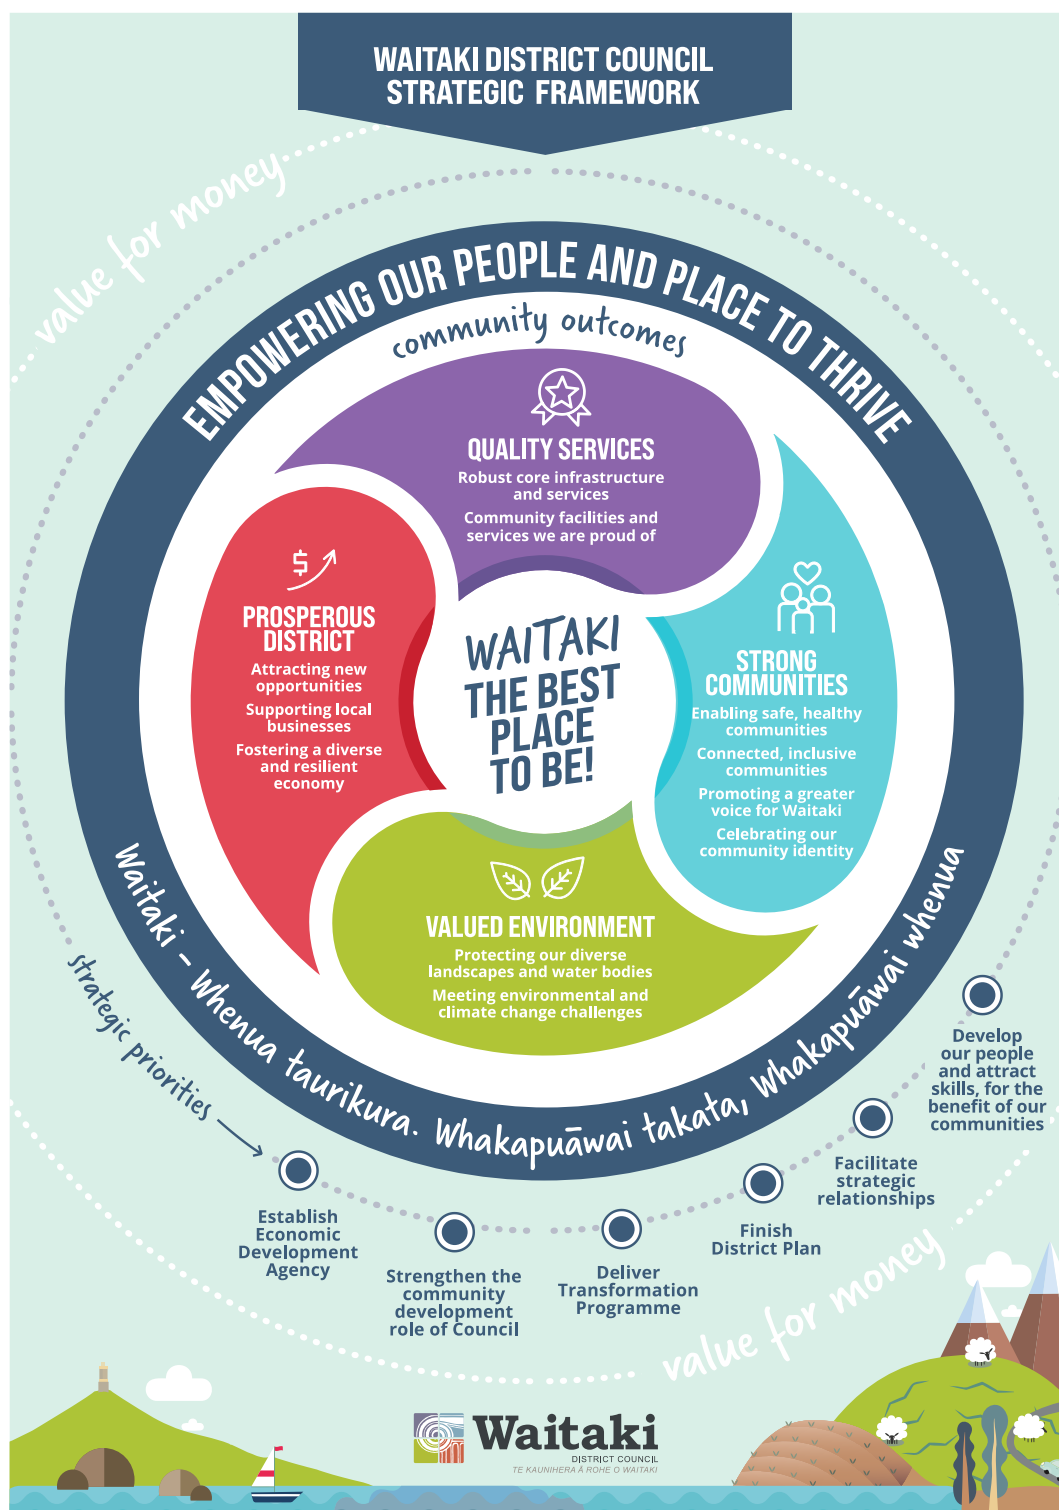 WAITAKI DISTRICT COUNCIL
STRATEGIC FRAMEWORK
value for money
EMPOWERING OUR PEOPLE AND PLACE TO THRIVE
community outcomes
QUALITY SERVICES
Robust core infrastructure
and services
Community facilities and
services we are proud of
PROSPEROUS
DISTRICT
Attracting new
opportunities
Supporting local
businesses
Fostering a diverse
and resilient
economy
WAITAKI
THE BEST
PLACE
TO BE!
STRONG
COMMUNITIES
Enabling safe, healthy
communities
Connected, inclusive
communities
Promoting a greater
voice for Waitaki
Celebrating our
community identity
VALUED ENVIRONMENT
Protecting our diverse
landscapes and water bodies
Meeting environmental and
climate change challenges
Waitaki – Whenua taurikura. Whakapuāwai takata, Whakapuāwai whenua
strategic priorities
Establish
Economic
Development
Agency
Strengthen the
community
development
role of Council
Deliver
Transformation
Programme
Finish
District Plan
Facilitate
strategic
relationships
Develop
our people
and attract
skills, for the
benefit of our
communities
value for money
Waitaki
DISTRICT COUNCIL
TE KAUNIHERA Ā ROHE O WAITAKI